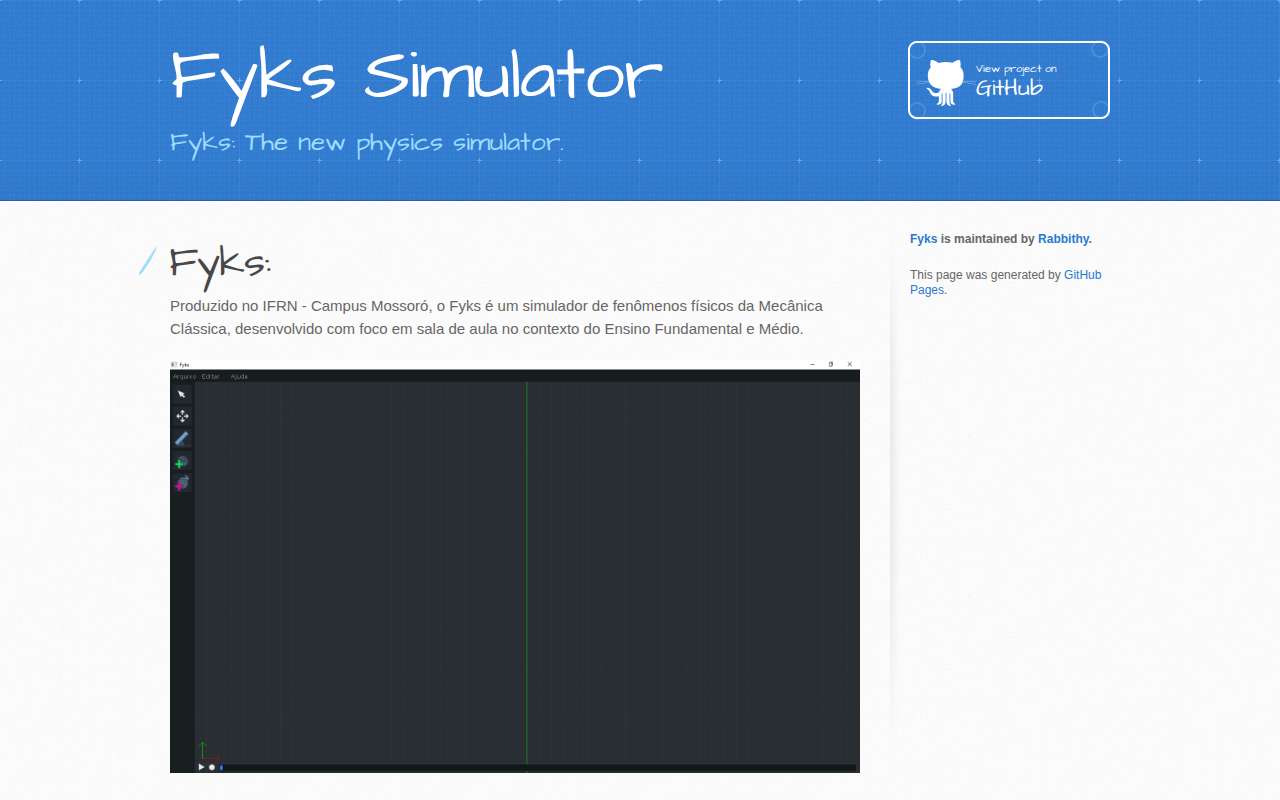 Fyks Simulator
Fyks: The new physics simulator.
View project on
GitHub
Fyks:
Produzido no IFRN - Campus Mossoró, o Fyks é um simulador de fenômenos físicos da Mecânica
Clássica, desenvolvido com foco em sala de aula no contexto do Ensino Fundamental e Médio.
Fyks
Arquivo Editar Ajuda
Fyks is maintained by Rabbithy.
This page was generated by GitHub
Pages.